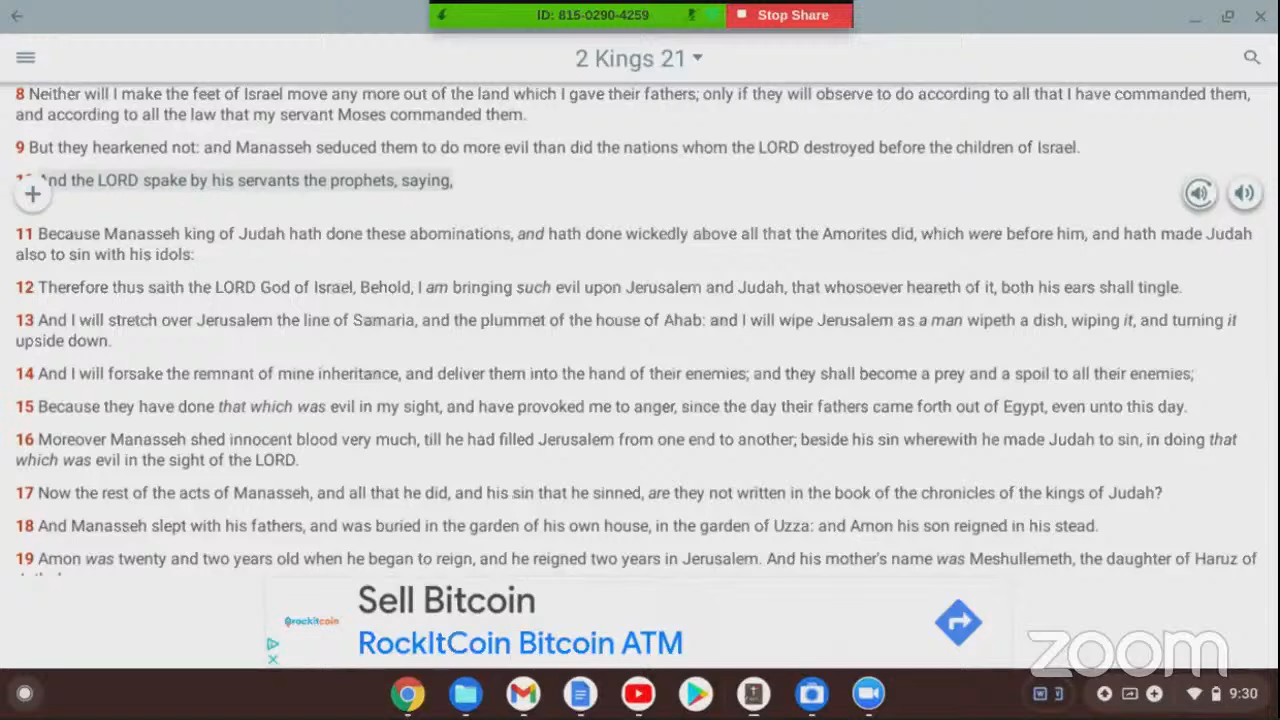 ID: 815-0290-4259
Stop Share
2 Kings 21
8 Neither will I make the feet of Israel move any more out of the land which I gave their fathers; only if they will observe to do according to all that I have commanded them,
and according to all the law that my servant Moses commanded them.
9 But they hearkened not: and Manasseh seduced them to do more evil than did the nations whom the LORD destroyed before the children of Israel.
And the LORD spake by his servants the prophets, saying,
11 Because Manasseh king of Judah hath done these abominations, and hath done wickedly above all that the Amorites did, which were before him, and hath made Judah
also to sin with his idols:
12 Therefore thus saith the LORD God of Israel, Behold, I am bringing such evil upon Jerusalem and Judah, that whosoever heareth of it, both his ears shall tingle.
13 And I will stretch over Jerusalem the line of Samaria, and the plummet of the house of Ahab: and I will wipe Jerusalem as a man wipeth a dish, wiping it, and turning it
upside down.
14 And I will forsake the remnant of mine inheritance, and deliver them into the hand of their enemies; and they shall become a prey and a spoil to all their enemies;
15 Because they have done that which was evil in my sight, and have provoked me to anger, since the day their fathers came forth out of Egypt, even unto this day.
16 Moreover Manasseh shed innocent blood very much, till he had filled Jerusalem from one end to another; beside his sin wherewith he made Judah to sin, in doing that
which was evil in the sight of the LORD.
17 Now the rest of the acts of Manasseh, and all that he did, and his sin that he sinned, are they not written in the book of the chronicles of the kings of Judah?
18 And Manasseh slept with his fathers, and was buried in the garden of his own house, in the garden of Uzza: and Amon his son reigned in his stead.
19 Amon was twenty and two years old when he began to reign, and he reigned two years in Jerusalem. And his mother's name was Meshullemeth, the daughter of Haruz of
Sell Bitcoin
rockitcoin
RockItCoin Bitcoin ATM
zoom
9:30